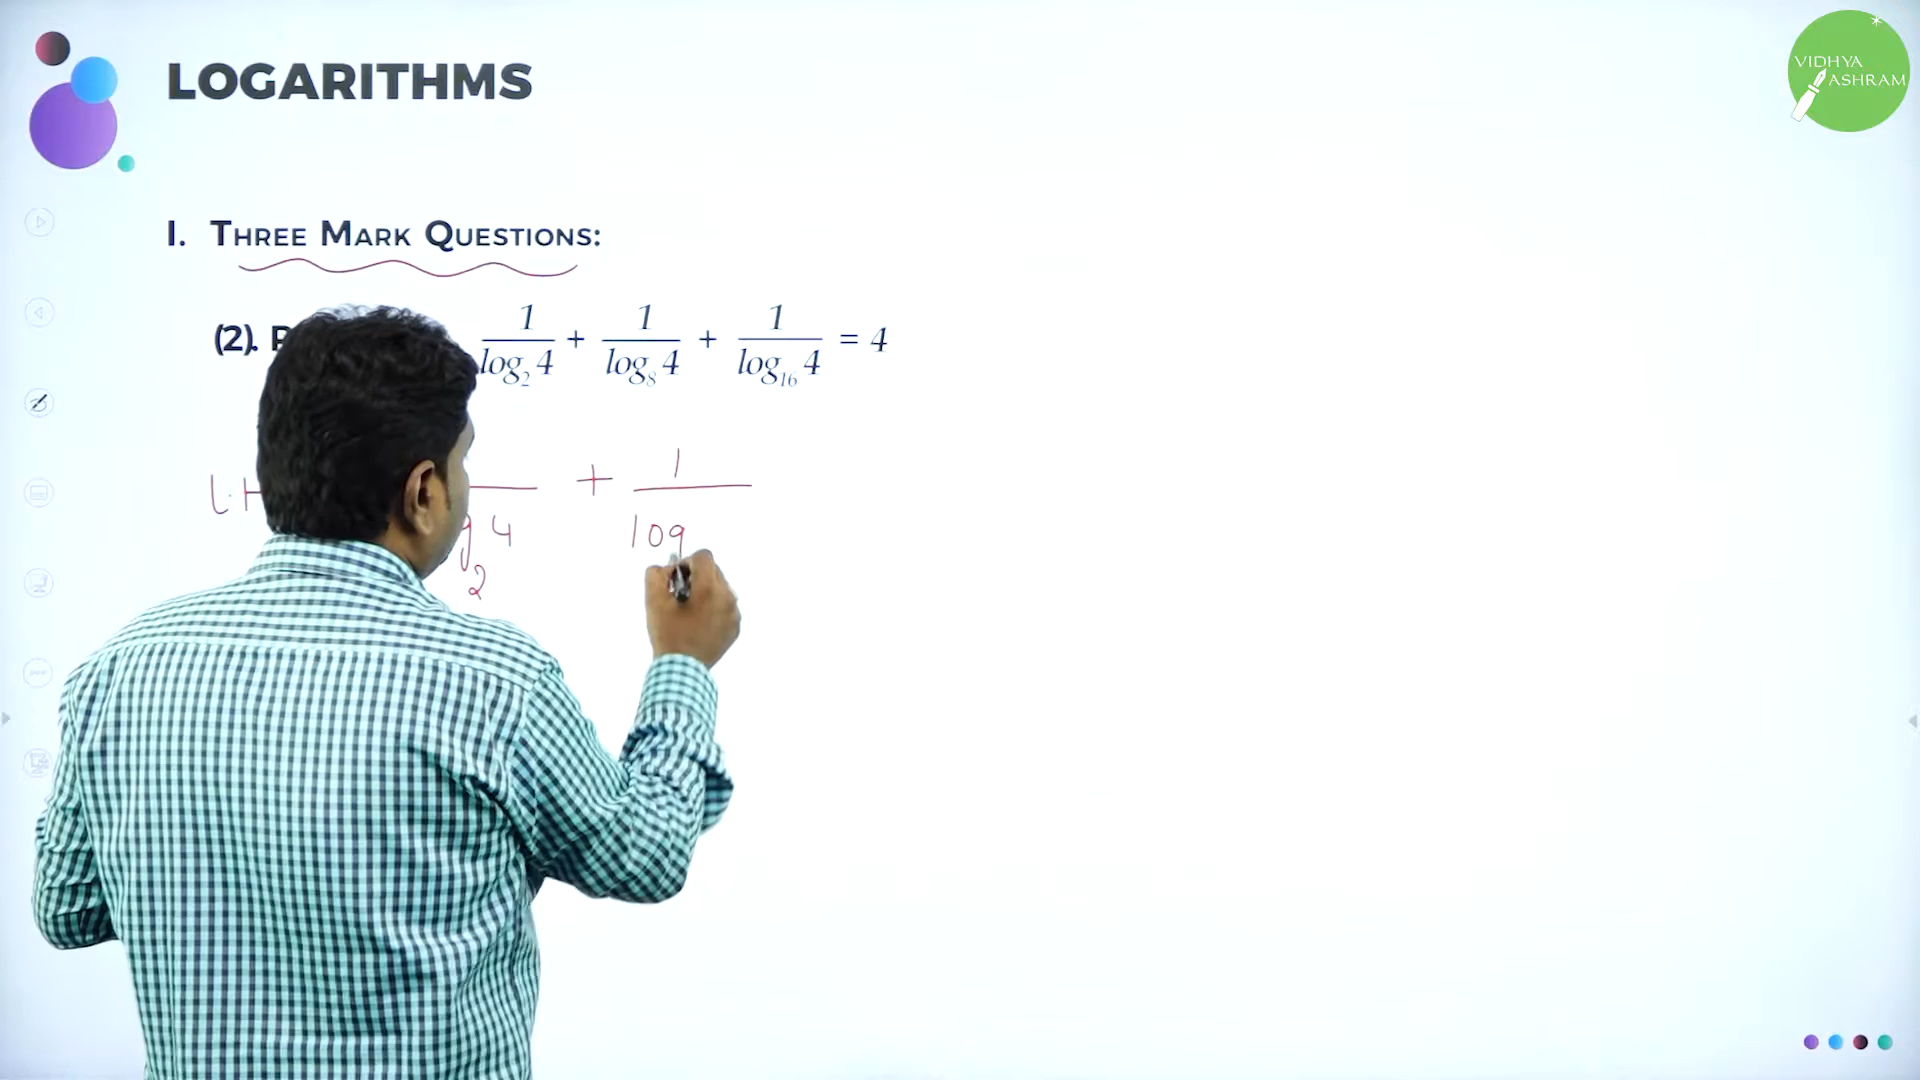 VIDHYA
ASHRAM
LOGARITHMS
I. THREE MARK QUESTIONS:
(2). 1/log₂4 + 1/log₈4 + 1/log₁₆4 = 4
L.H 4 2 + 1/log